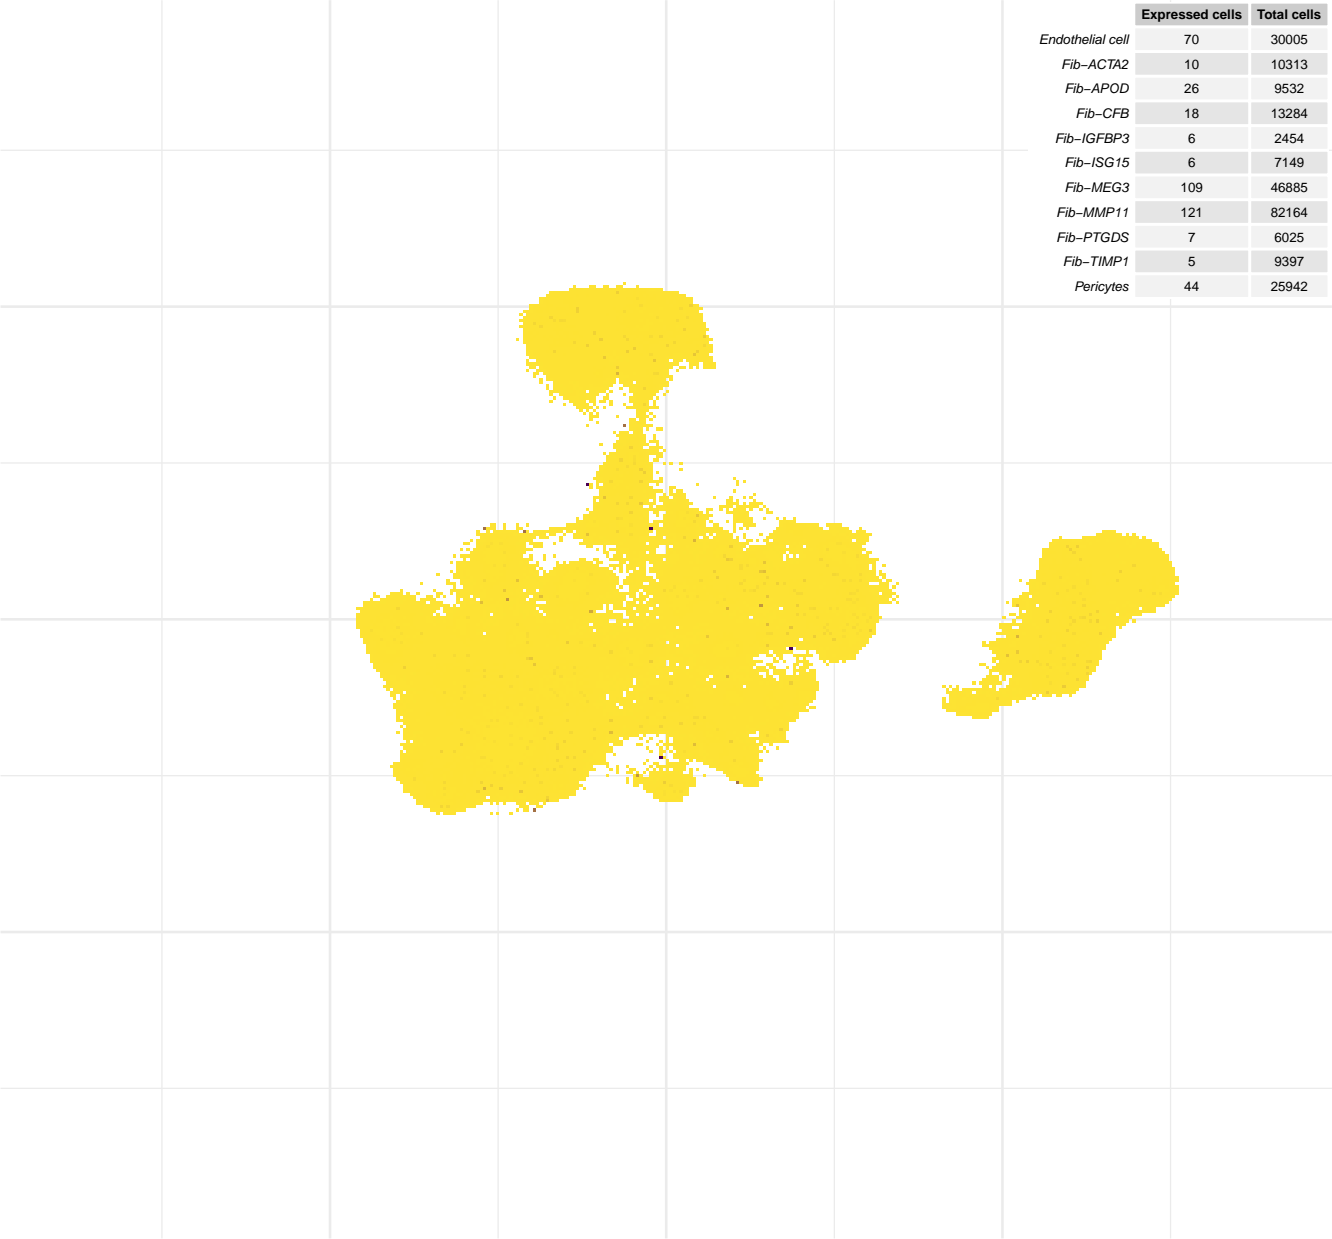 Expressed cells Total cells
Endothelial cell 70 30005
Fib−ACTA2 10 10313
Fib−APOD 26 9532
Fib−CFB 18 13284
Fib−IGFBP3 6 2454
Fib−ISG15 6 7149
Fib−MEG3 109 46885
Fib−MMP11 121 82164
Fib−PTGDS 7 6025
Fib−TIMP1 5 9397
Pericytes 44 25942